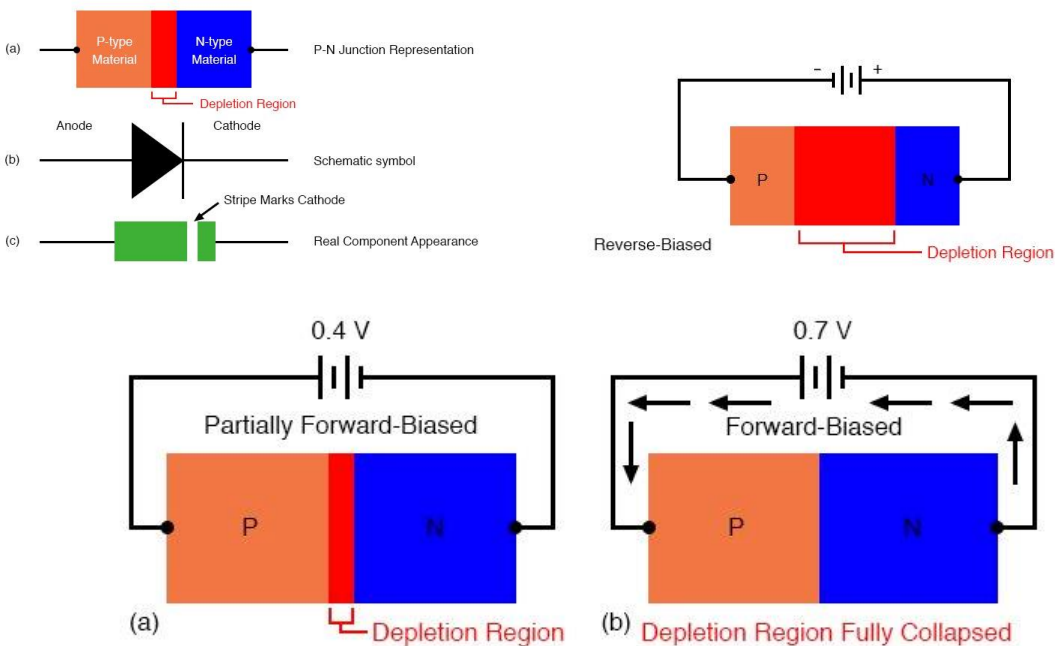 (a)
P-type
Material
N-type
Material
P-N Junction Representation
Depletion Region
Anode
Cathode
(b)
Schematic symbol
Stripe Marks Cathode
(c)
Real Component Appearance
− +
P
N
Reverse-Biased
Depletion Region
0.4 V
Partially Forward-Biased
P
N
(a)
Depletion Region
0.7 V
Forward-Biased
P
N
(b)
Depletion Region Fully Collapsed